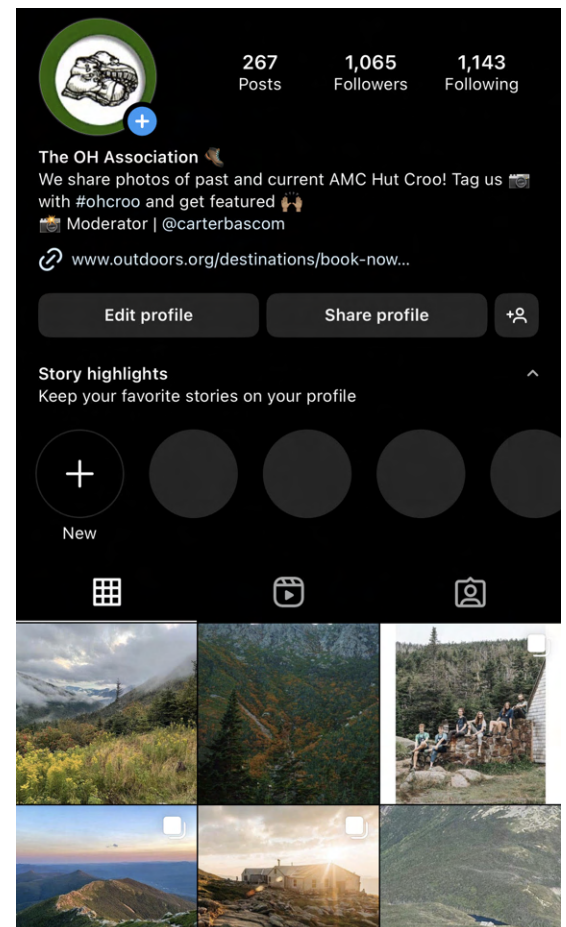 267 1,065 1,143
Posts Followers Following
The OH Association
We share photos of past and current AMC Hut Croo! Tag us
with #ohcroo and get featured
Moderator | @carterbascom
www.outdoors.org/destinations/book-now...
Edit profile Share profile
Story highlights
Keep your favorite stories on your profile
New